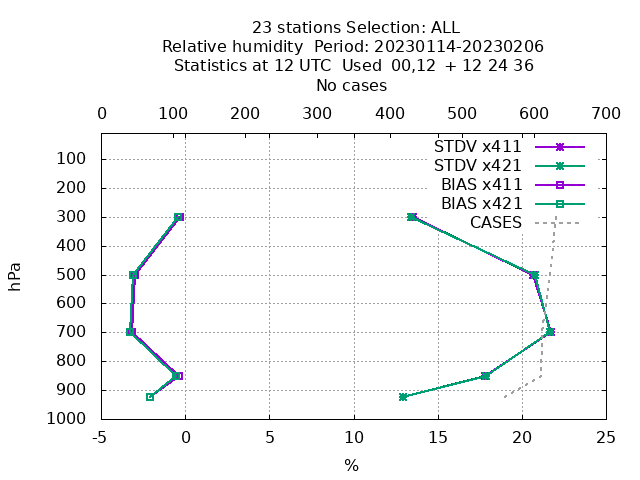 23 stations Selection: ALL
Relative humidity  Period: 20230114-20230206
Statistics at 12 UTC  Used  00,12  + 12 24 36
No cases
0 100 200 300 400 500 600 700
STDV x411
STDV x421
BIAS x411
BIAS x421
CASES
hPa
100
200
300
400
500
600
700
800
900
1000
-5 0 5 10 15 20 25
%